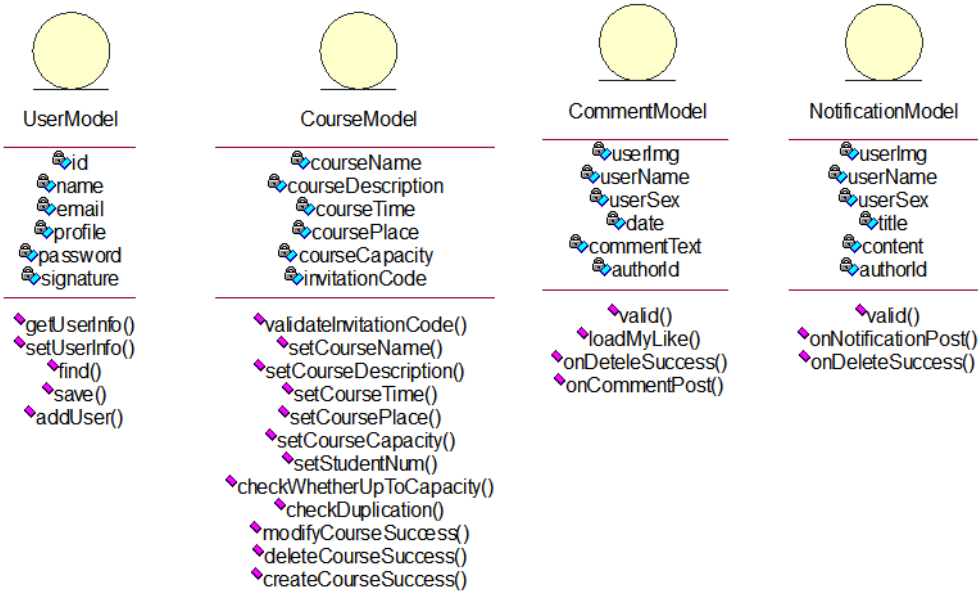 UserModel
id
name
email
profile
password
signature
getUserInfo()
setUserInfo()
find()
save()
addUser()
CourseModel
courseName
courseDescription
courseTime
coursePlace
courseCapacity
invitationCode
validateInvitationCode()
setCourseName()
setCourseDescription()
setCourseTime()
setCoursePlace()
setCourseCapacity()
setStudentNum()
checkWhetherUpToCapacity()
checkDuplication()
modifyCourseSuccess()
deleteCourseSuccess()
createCourseSuccess()
CommentModel
userImg
userName
userSex
date
commentText
authorId
valid()
loadMyLike()
onDeteleSuccess()
onCommentPost()
NotificationModel
userImg
userName
userSex
title
content
authorId
valid()
onNotificationPost()
onDeleteSuccess()